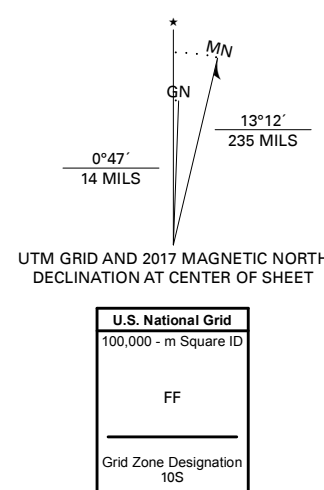 ★
MN
GN
13°12´
235 MILS
0°47´
14 MILS
UTM GRID AND 2017 MAGNETIC NORTH
DECLINATION AT CENTER OF SHEET
U.S. National Grid
100,000 - m Square ID
FF
Grid Zone Designation
10S